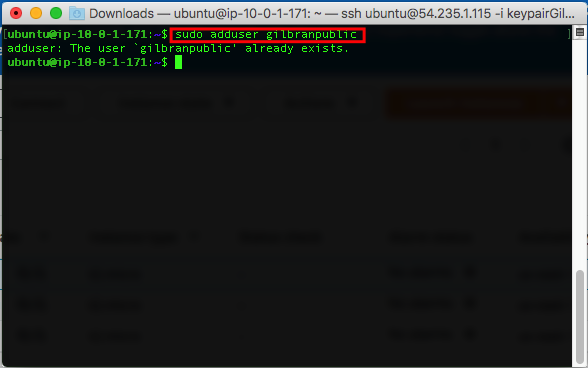 Downloads — ubuntu@ip-10-0-1-171: ~ — ssh ubuntu@54.235.1.115 -i keypairGil...
[ubuntu@ip-10-0-1-171:~$ sudo adduser gilbranpublic ]
adduser: The user `gilbranpublic' already exists.
ubuntu@ip-10-0-1-171:~$